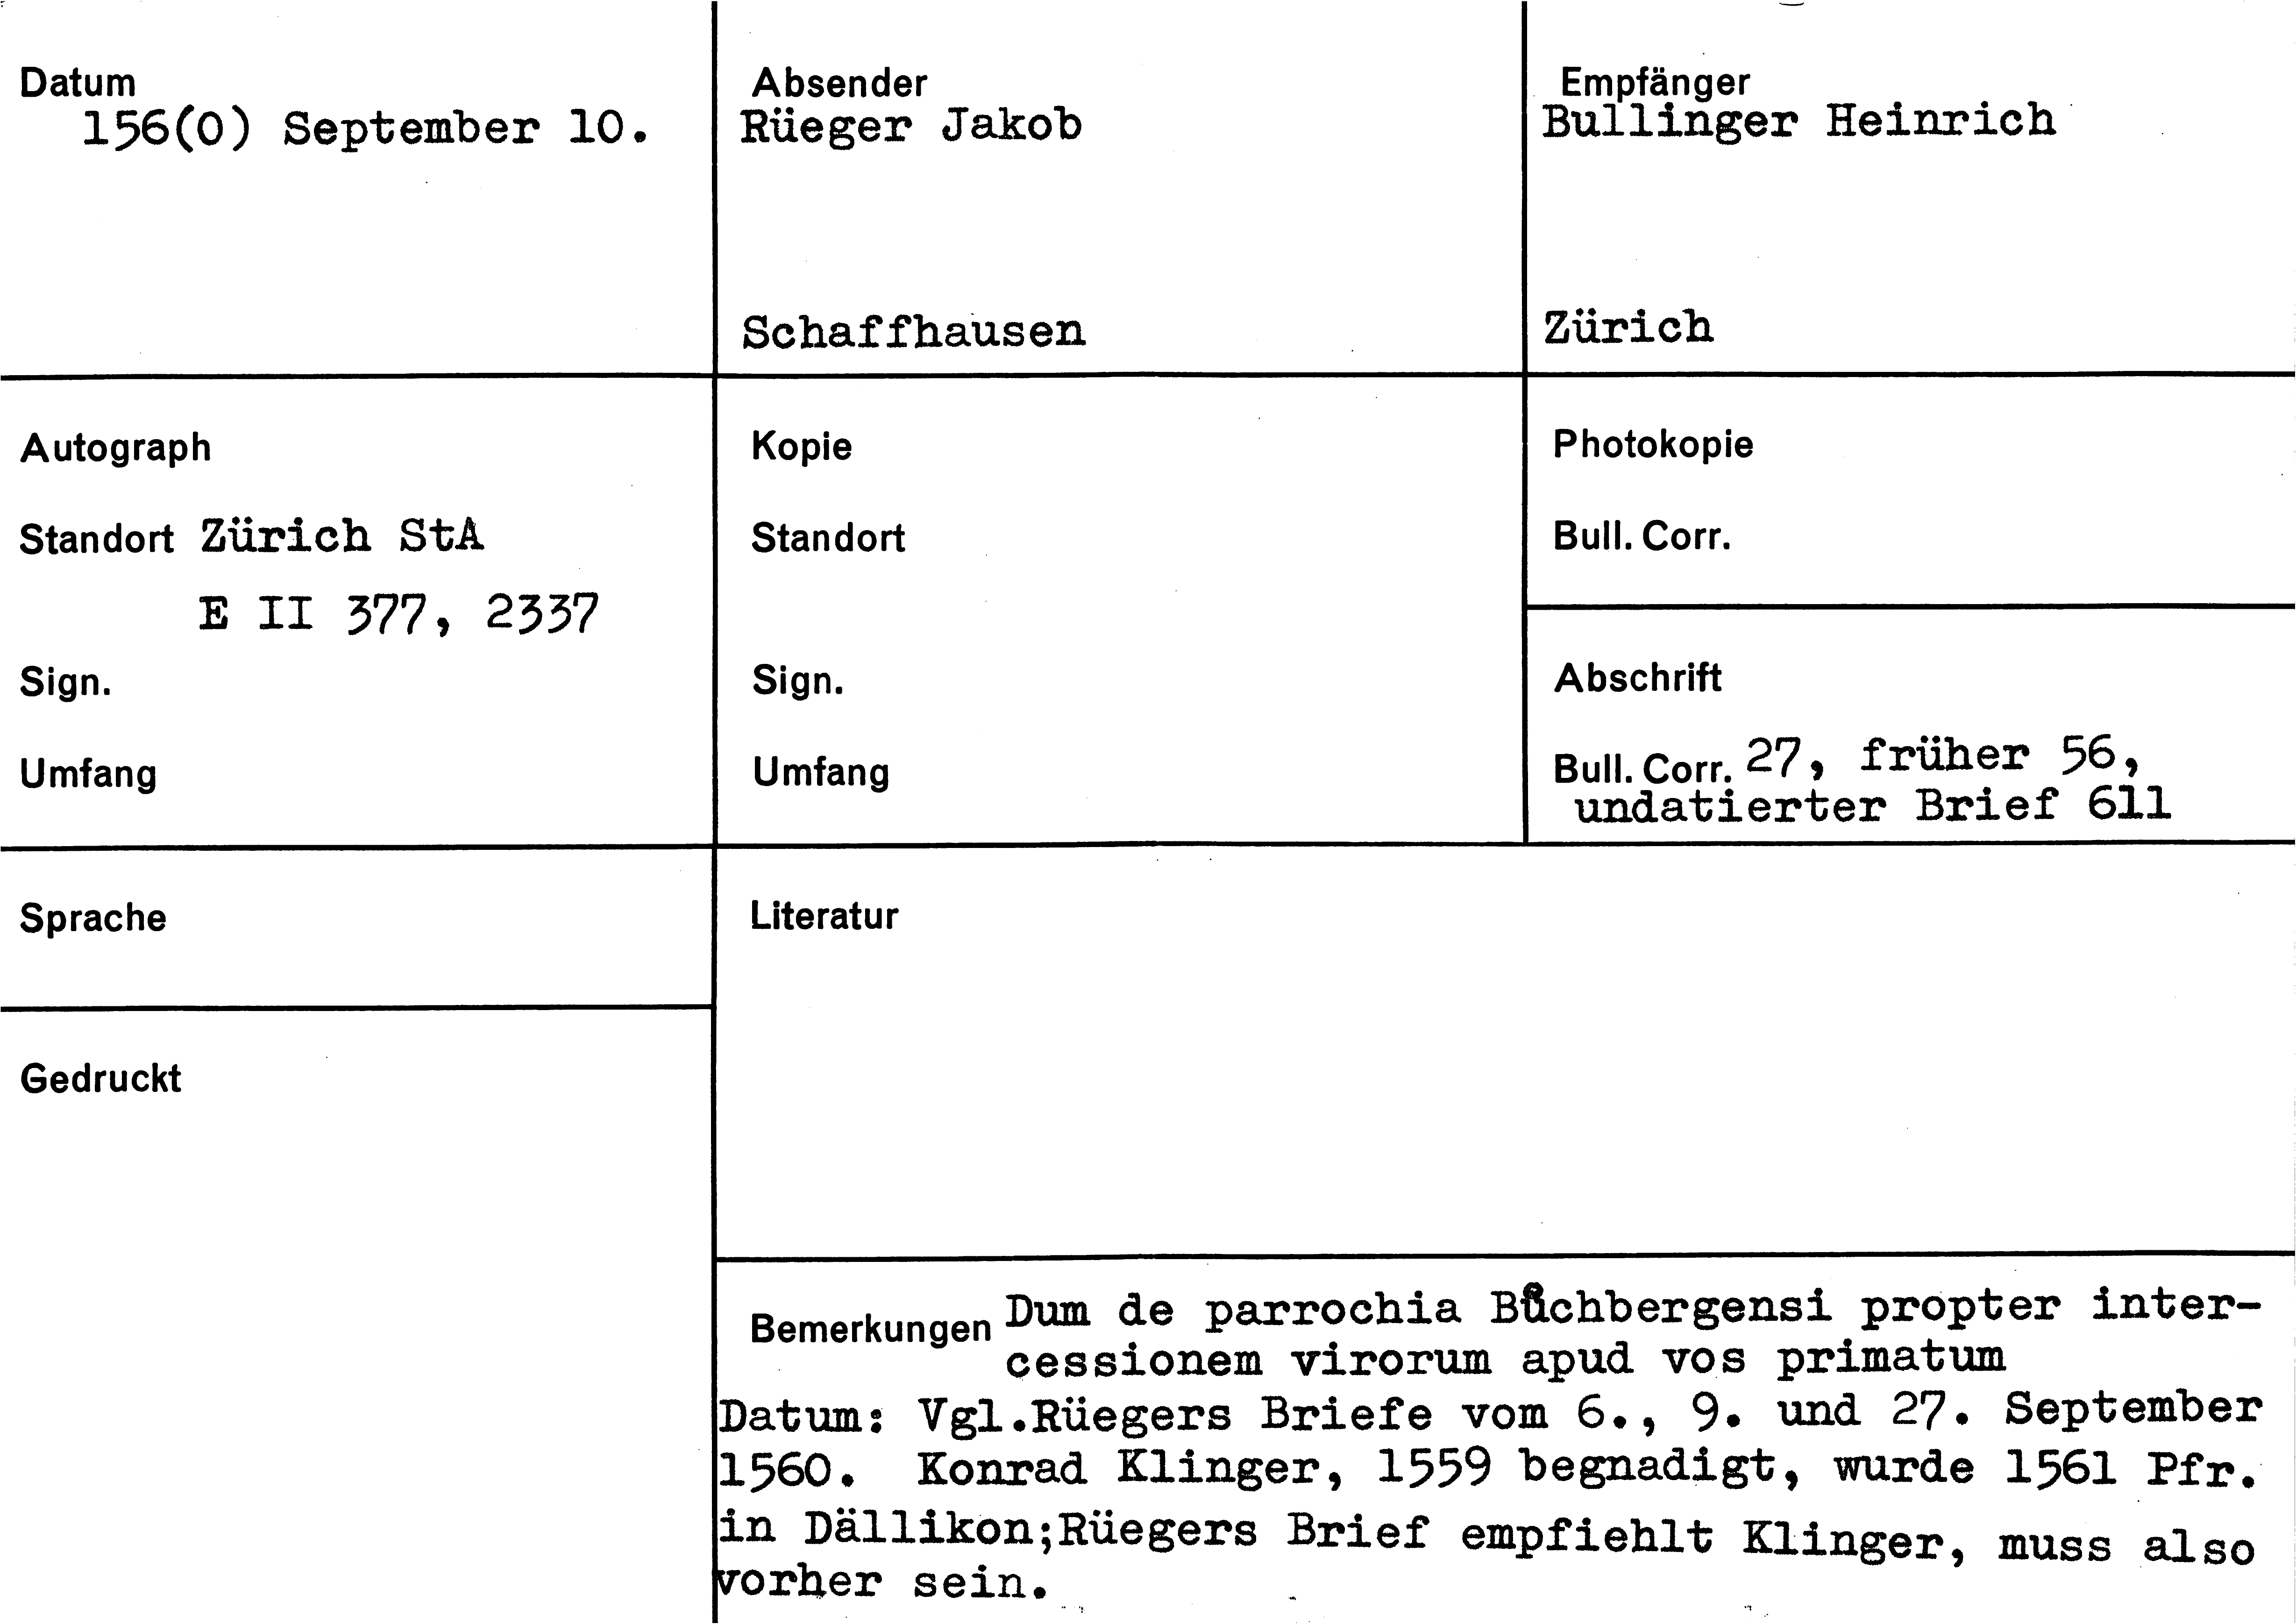 Datum
156(0) September 10.
Absender
Rüeger Jakob
Schaffhausen
Empfänger
Bullinger Heinrich
Zürich
Autograph
Standort Zürich StA
E II 377, 2337
Sign.
Umfang
Kopie
Standort
Sign.
Umfang
Photokopie
Bull. Corr.
Abschrift
Bull. Corr. 27, früher 56,
undatierter Brief 611
Sprache
Gedruckt
Literatur
Bemerkungen Dum de parrochia Bůchbergensi propter inter-
cessionem virorum apud vos primatum
Datum: Vgl.Rüegers Briefe vom 6., 9. und 27. September
1560. Konrad Klinger, 1559 begnadigt, wurde 1561 Pfr.
in Dällikon;Rüegers Brief empfiehlt Klinger, muss also
vorher sein.